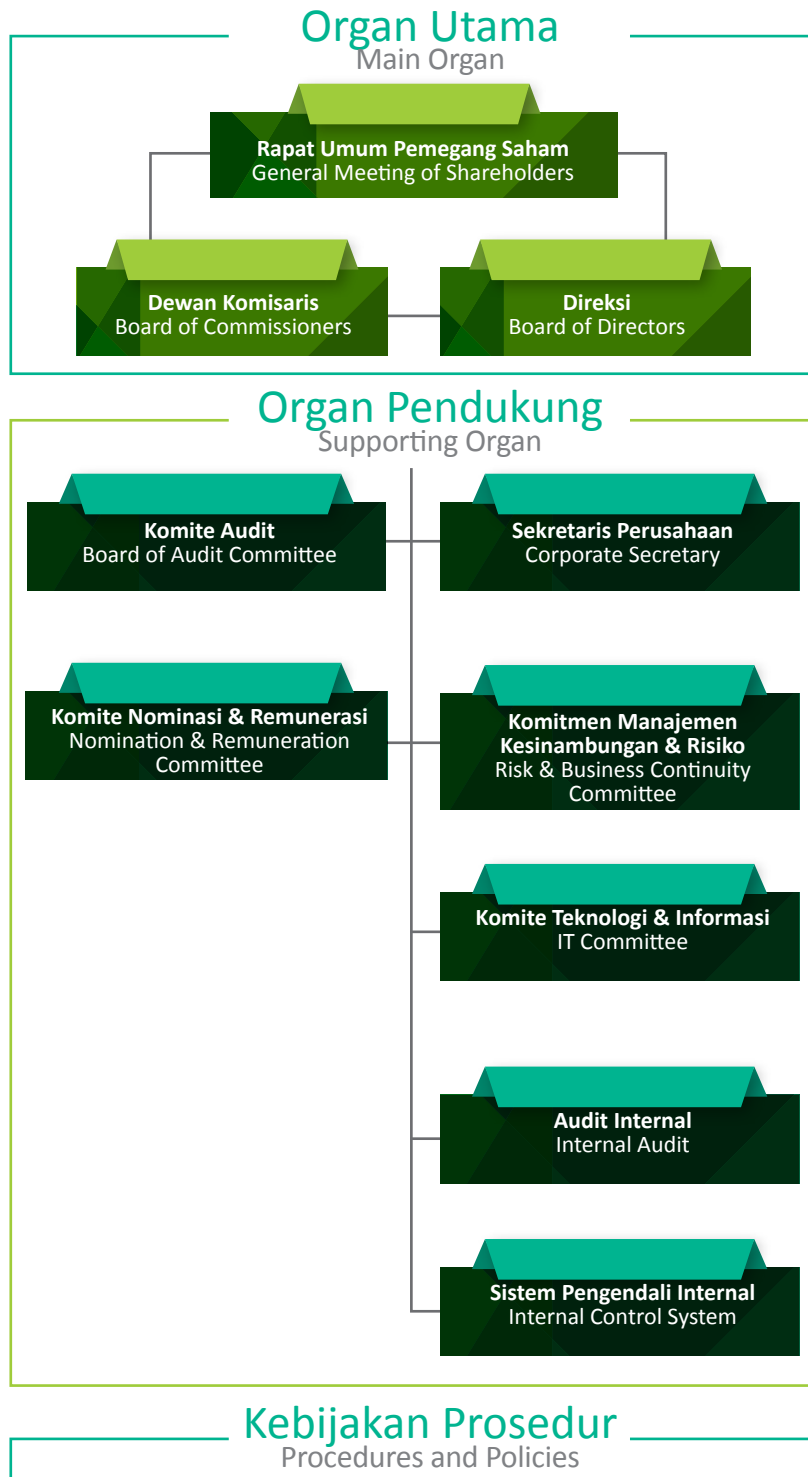 Organ Utama
Main Organ
Rapat Umum Pemegang Saham
General Meeting of Shareholders
Dewan Komisaris
Board of Commissioners
Direksi
Board of Directors
Organ Pendukung
Supporting Organ
Komite Audit
Board of Audit Committee
Sekretaris Perusahaan
Corporate Secretary
Komite Nominasi & Remunerasi
Nomination & Remuneration
Committee
Komitmen Manajemen
Kesinambungan & Risiko
Risk & Business Continuity
Committee
Komite Teknologi & Informasi
IT Committee
Audit Internal
Internal Audit
Sistem Pengendali Internal
Internal Control System
Kebijakan Prosedur
Procedures and Policies